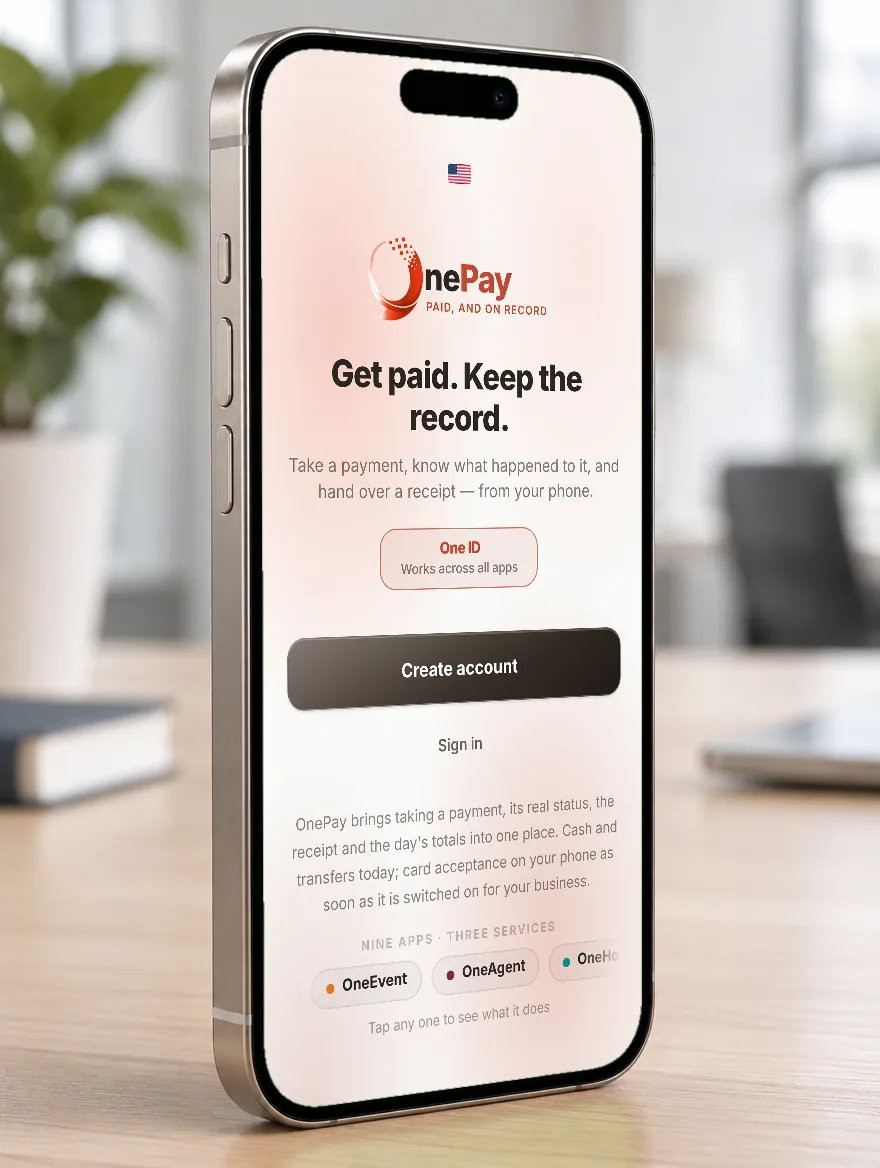 OnePay
PAID, AND ON RECORD
Get paid. Keep the
record.
Take a payment, know what happened to it, and
hand over a receipt — from your phone.
One ID
Works across all apps
Create account
Sign in
OnePay brings taking a payment, its real status, the
receipt and the day's totals into one place. Cash and
transfers today; card acceptance on your phone as
soon as it is switched on for your business.
NINE APPS · THREE SERVICES
OneEvent OneAgent OneHo
Tap any one to see what it does